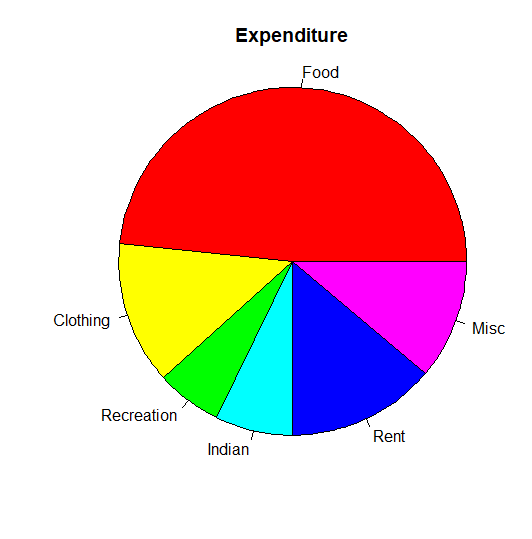 Expenditure
Food
Clothing
Misc
Recreation
Rent
Indian